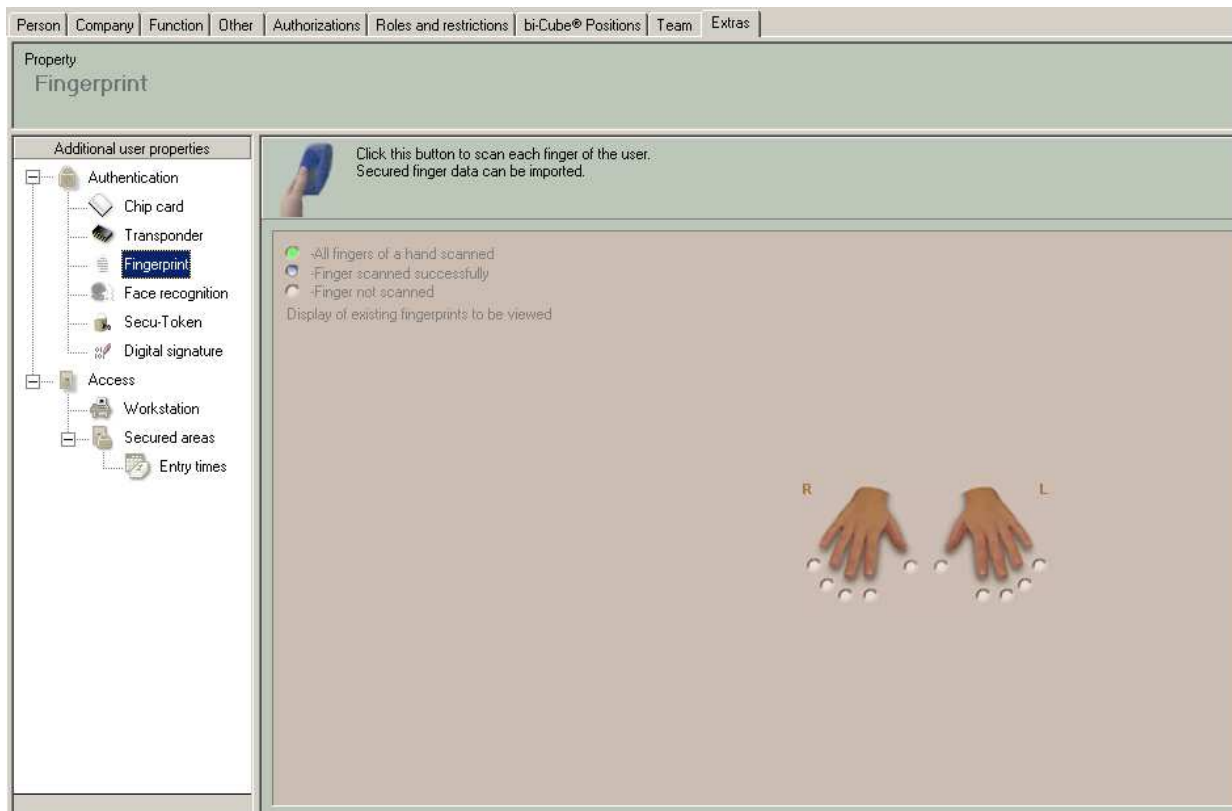 Person Company Function Other Authorizations Roles and restrictions bi-Cube® Positions Team Extras
Property
Fingerprint
Additional user properties
Authentication
Chip card
Transponder
Fingerprint
Face recognition
Secu-Token
Digital signature
Access
Workstation
Secured areas
Entry times
Click this button to scan each finger of the user.
Secured finger data can be imported.
-All fingers of a hand scanned
-Finger scanned successfully
-Finger not scanned
Display of existing fingerprints to be viewed
R L